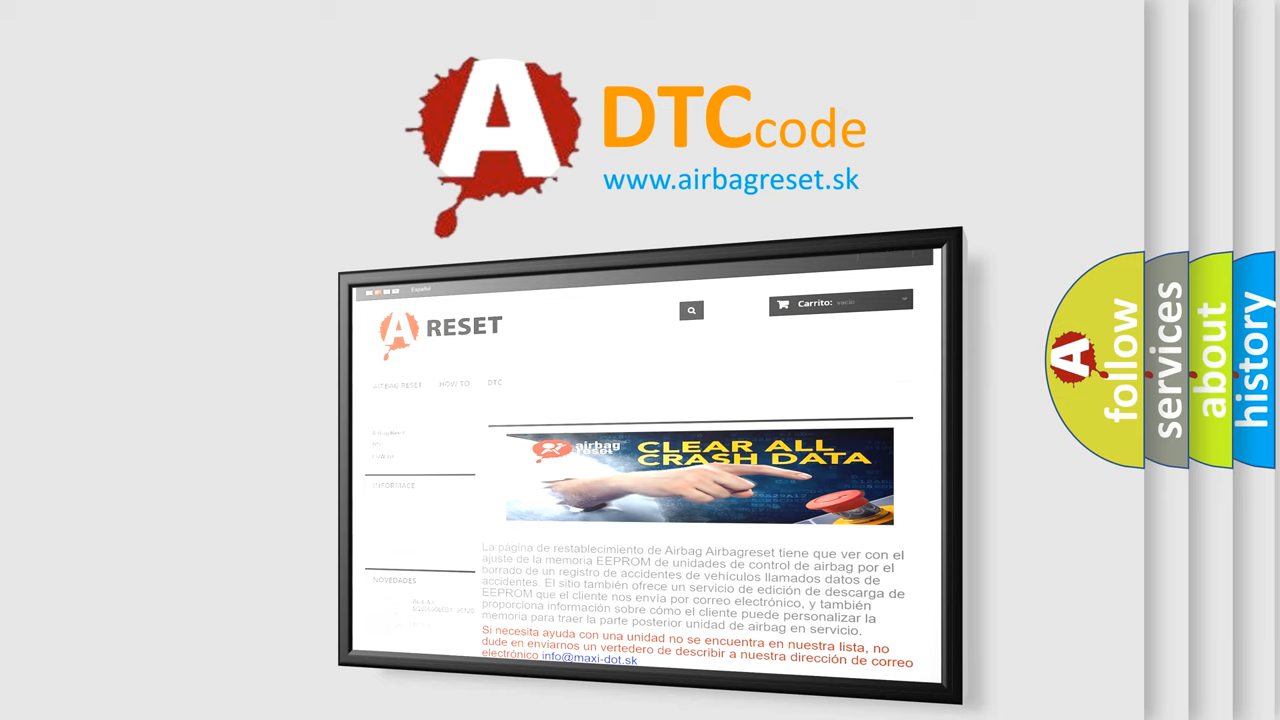 A DTC code
www.airbagreset.sk
Español
A RESET
Carrito: vacío
AIRBAG RESET HOW TO DTC
INFORMACE
airbag
reset
CLEAR ALL
CRASH DATA
La página de restablecimiento de Airbag Airbagreset tiene que ver con el
ajuste de la memoria EEPROM de unidades de control de airbag por el
borrado de un registro de accidentes de vehículos llamados datos de
accidentes. El sitio también ofrece un servicio de edición de descarga de
EEPROM que el cliente nos envía por correo electrónico, y también
proporciona información sobre cómo el cliente puede personalizar la
memoria para traer la parte posterior unidad de airbag en servicio.
Si necesita ayuda con una unidad no se encuentra en nuestra lista, no
dude en enviarnos un vertedero de describir a nuestra dirección de correo
electrónico info@maxi-dot.sk
NOVEDADES
A follow
services
about
history